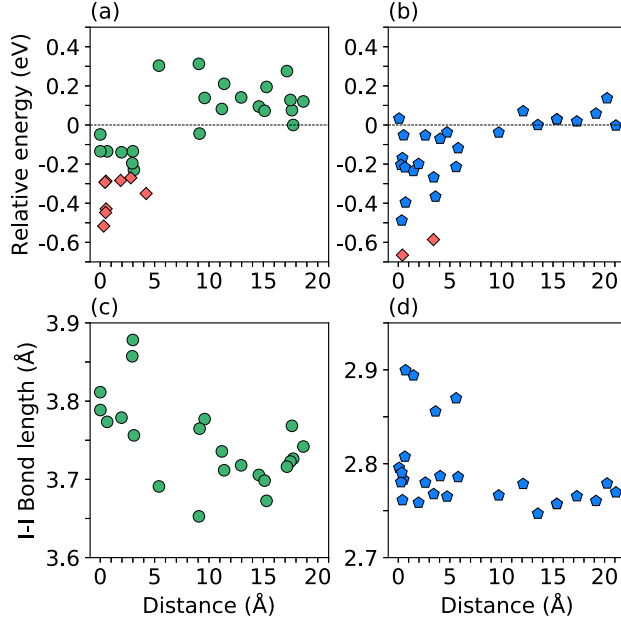 (a)
(b)
Relative energy (eV)
0.4
0.2
0
-0.2
-0.4
-0.6
0.4
0.2
0
-0.2
-0.4
-0.6
0 5 10 15 20
0 5 10 15 20
(c)
(d)
I-I Bond length (Å)
3.9
3.8
3.7
3.6
2.9
2.8
2.7
0 5 10 15 20
0 5 10 15 20
Distance (Å)
Distance (Å)